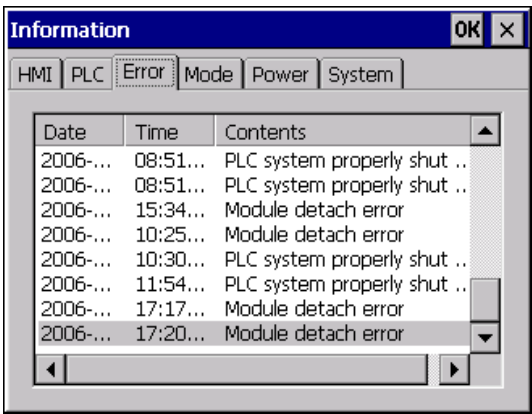 Information OK ×
HMI PLC Error Mode Power System
Date Time Contents
2006-... 08:51... PLC system properly shut ..
2006-... 08:51... PLC system properly shut ..
2006-... 15:34... Module detach error
2006-... 10:25... Module detach error
2006-... 10:30... PLC system properly shut ..
2006-... 11:54... PLC system properly shut ..
2006-... 17:17... Module detach error
2006-... 17:20... Module detach error